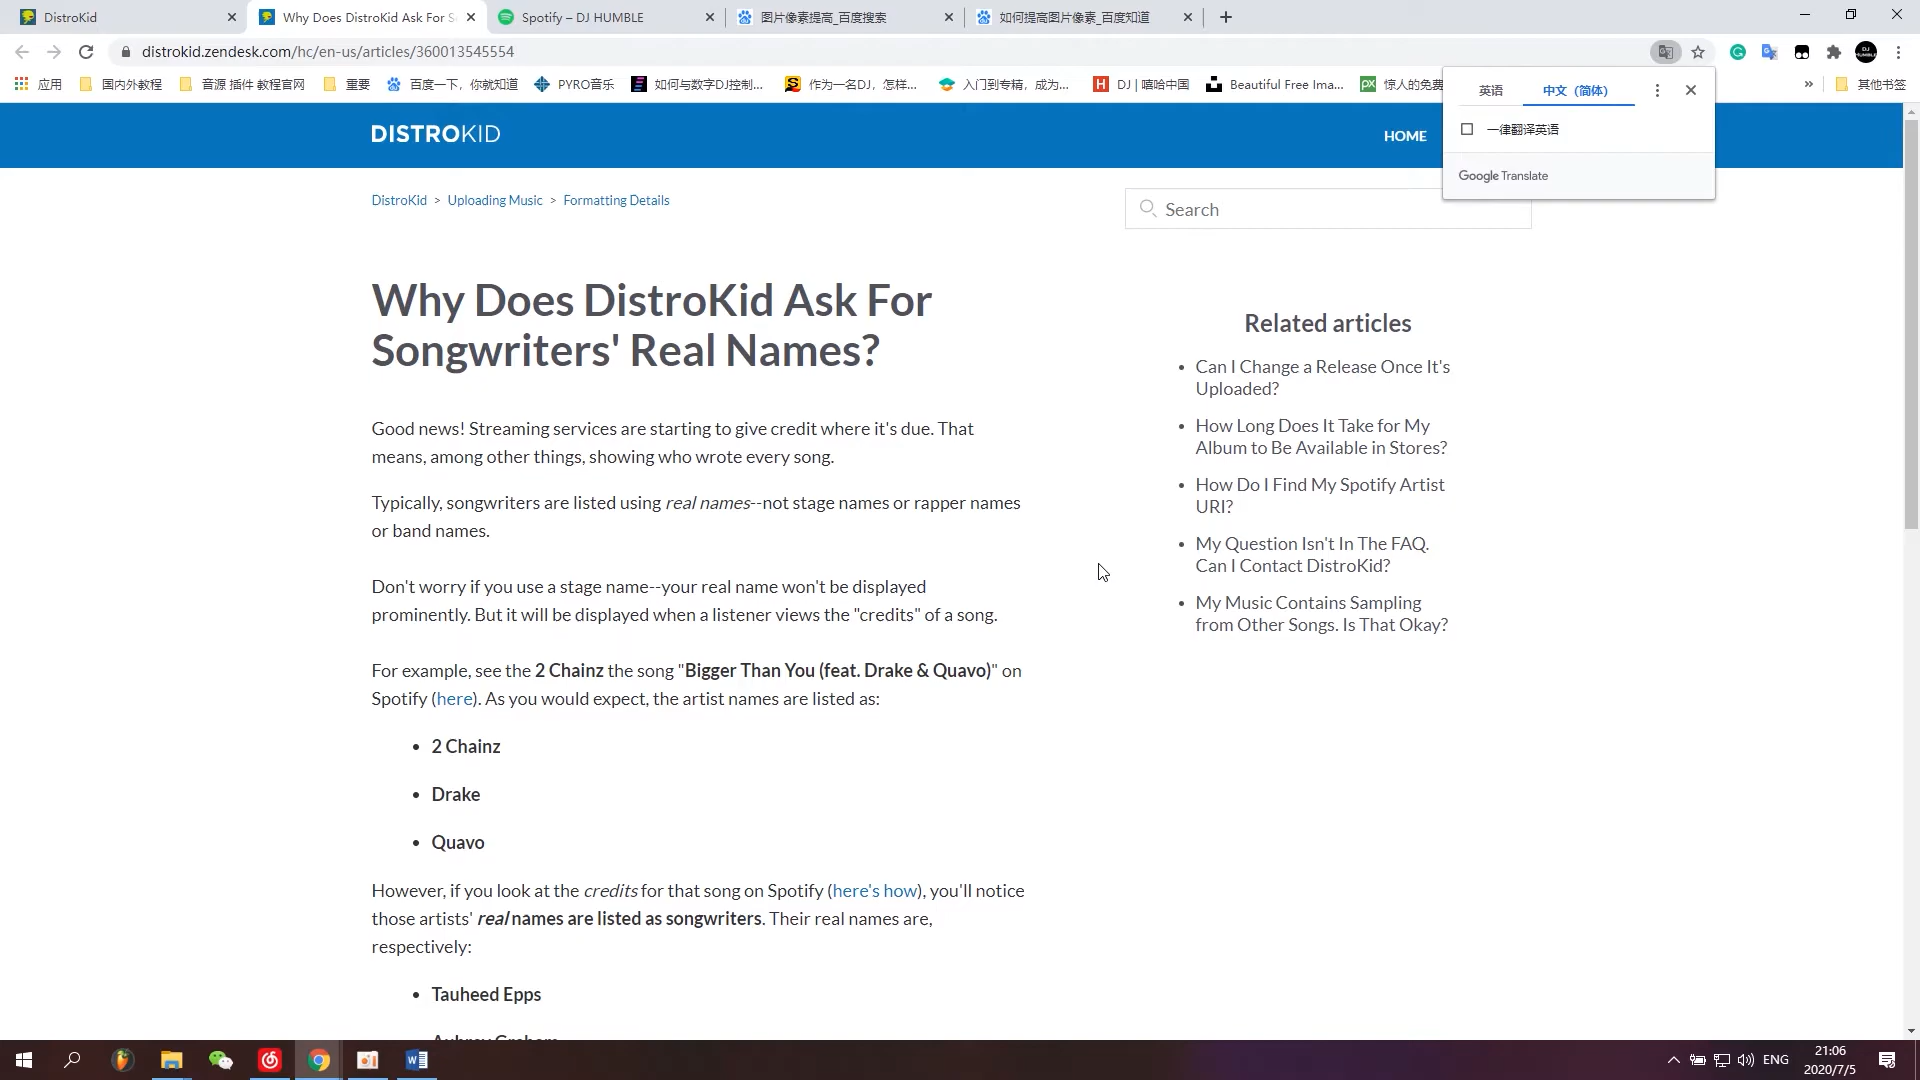 DistroKid
Why Does DistroKid Ask For S
Spotify – DJ HUMBLE
图片像素提高_百度搜索
如何提高图片像素_百度知道
distrokid.zendesk.com/hc/en-us/articles/360013545554
应用
国内外教程
音源 插件 教程官网
重要
百度一下，你就知道
PYRO音乐
如何与数字DJ控制...
作为一名DJ，怎样...
入门到专精，成为...
DJ | 嘻哈中国
Beautiful Free Ima...
惊人的免费
»
其他书签
英语
中文（简体）
一律翻译英语
Google Translate
DISTROKID
HOME
DistroKid > Uploading Music > Formatting Details
Search
Why Does DistroKid Ask For
Songwriters' Real Names?
Good news! Streaming services are starting to give credit where it's due. That
means, among other things, showing who wrote every song.
Typically, songwriters are listed using real names--not stage names or rapper names
or band names.
Don't worry if you use a stage name--your real name won't be displayed
prominently. But it will be displayed when a listener views the "credits" of a song.
For example, see the 2 Chainz the song "Bigger Than You (feat. Drake & Quavo)" on
Spotify (here). As you would expect, the artist names are listed as:
• 2 Chainz
• Drake
• Quavo
However, if you look at the credits for that song on Spotify (here's how), you'll notice
those artists' real names are listed as songwriters. Their real names are,
respectively:
• Tauheed Epps
Aubrey Graham
Related articles
• Can I Change a Release Once It's
Uploaded?
• How Long Does It Take for My
Album to Be Available in Stores?
• How Do I Find My Spotify Artist
URI?
• My Question Isn't In The FAQ.
Can I Contact DistroKid?
• My Music Contains Sampling
from Other Songs. Is That Okay?
ENG
21:06
2020/7/5